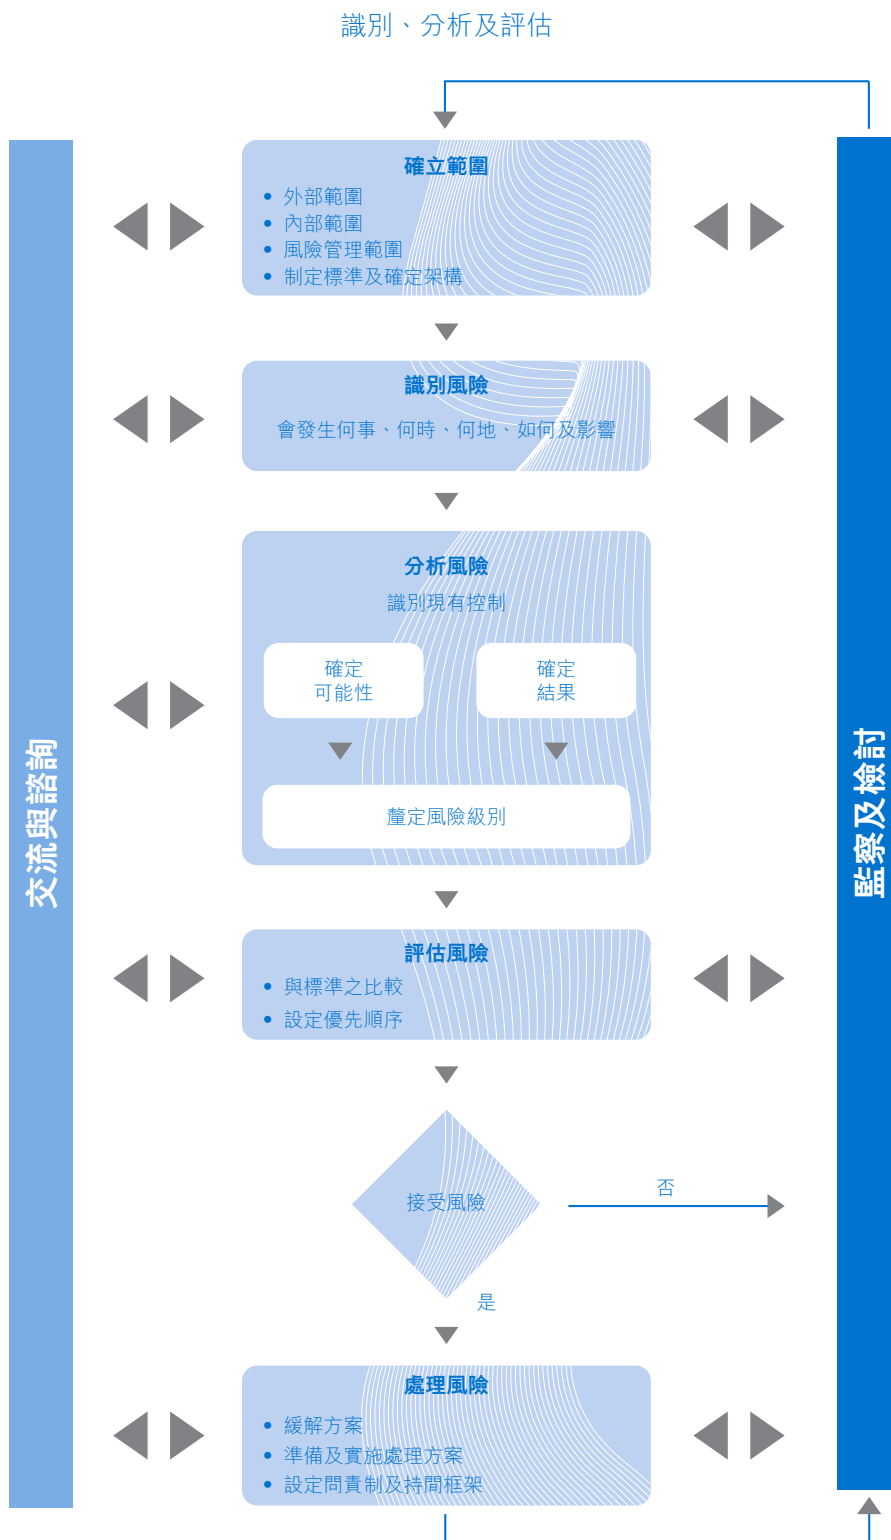 識別、分析及評估
確立範圍
• 外部範圍
• 內部範圍
• 風險管理範圍
• 制定標準及確定架構
識別風險
會發生何事、何時、何地、如何及影響
分析風險
識別現有控制
確定
可能性
確定
結果
釐定風險級別
評估風險
• 與標準之比較
• 設定優先順序
接受風險
否
是
處理風險
• 緩解方案
• 準備及實施處理方案
• 設定問責制及持間框架
交流與諮詢
監察及檢討